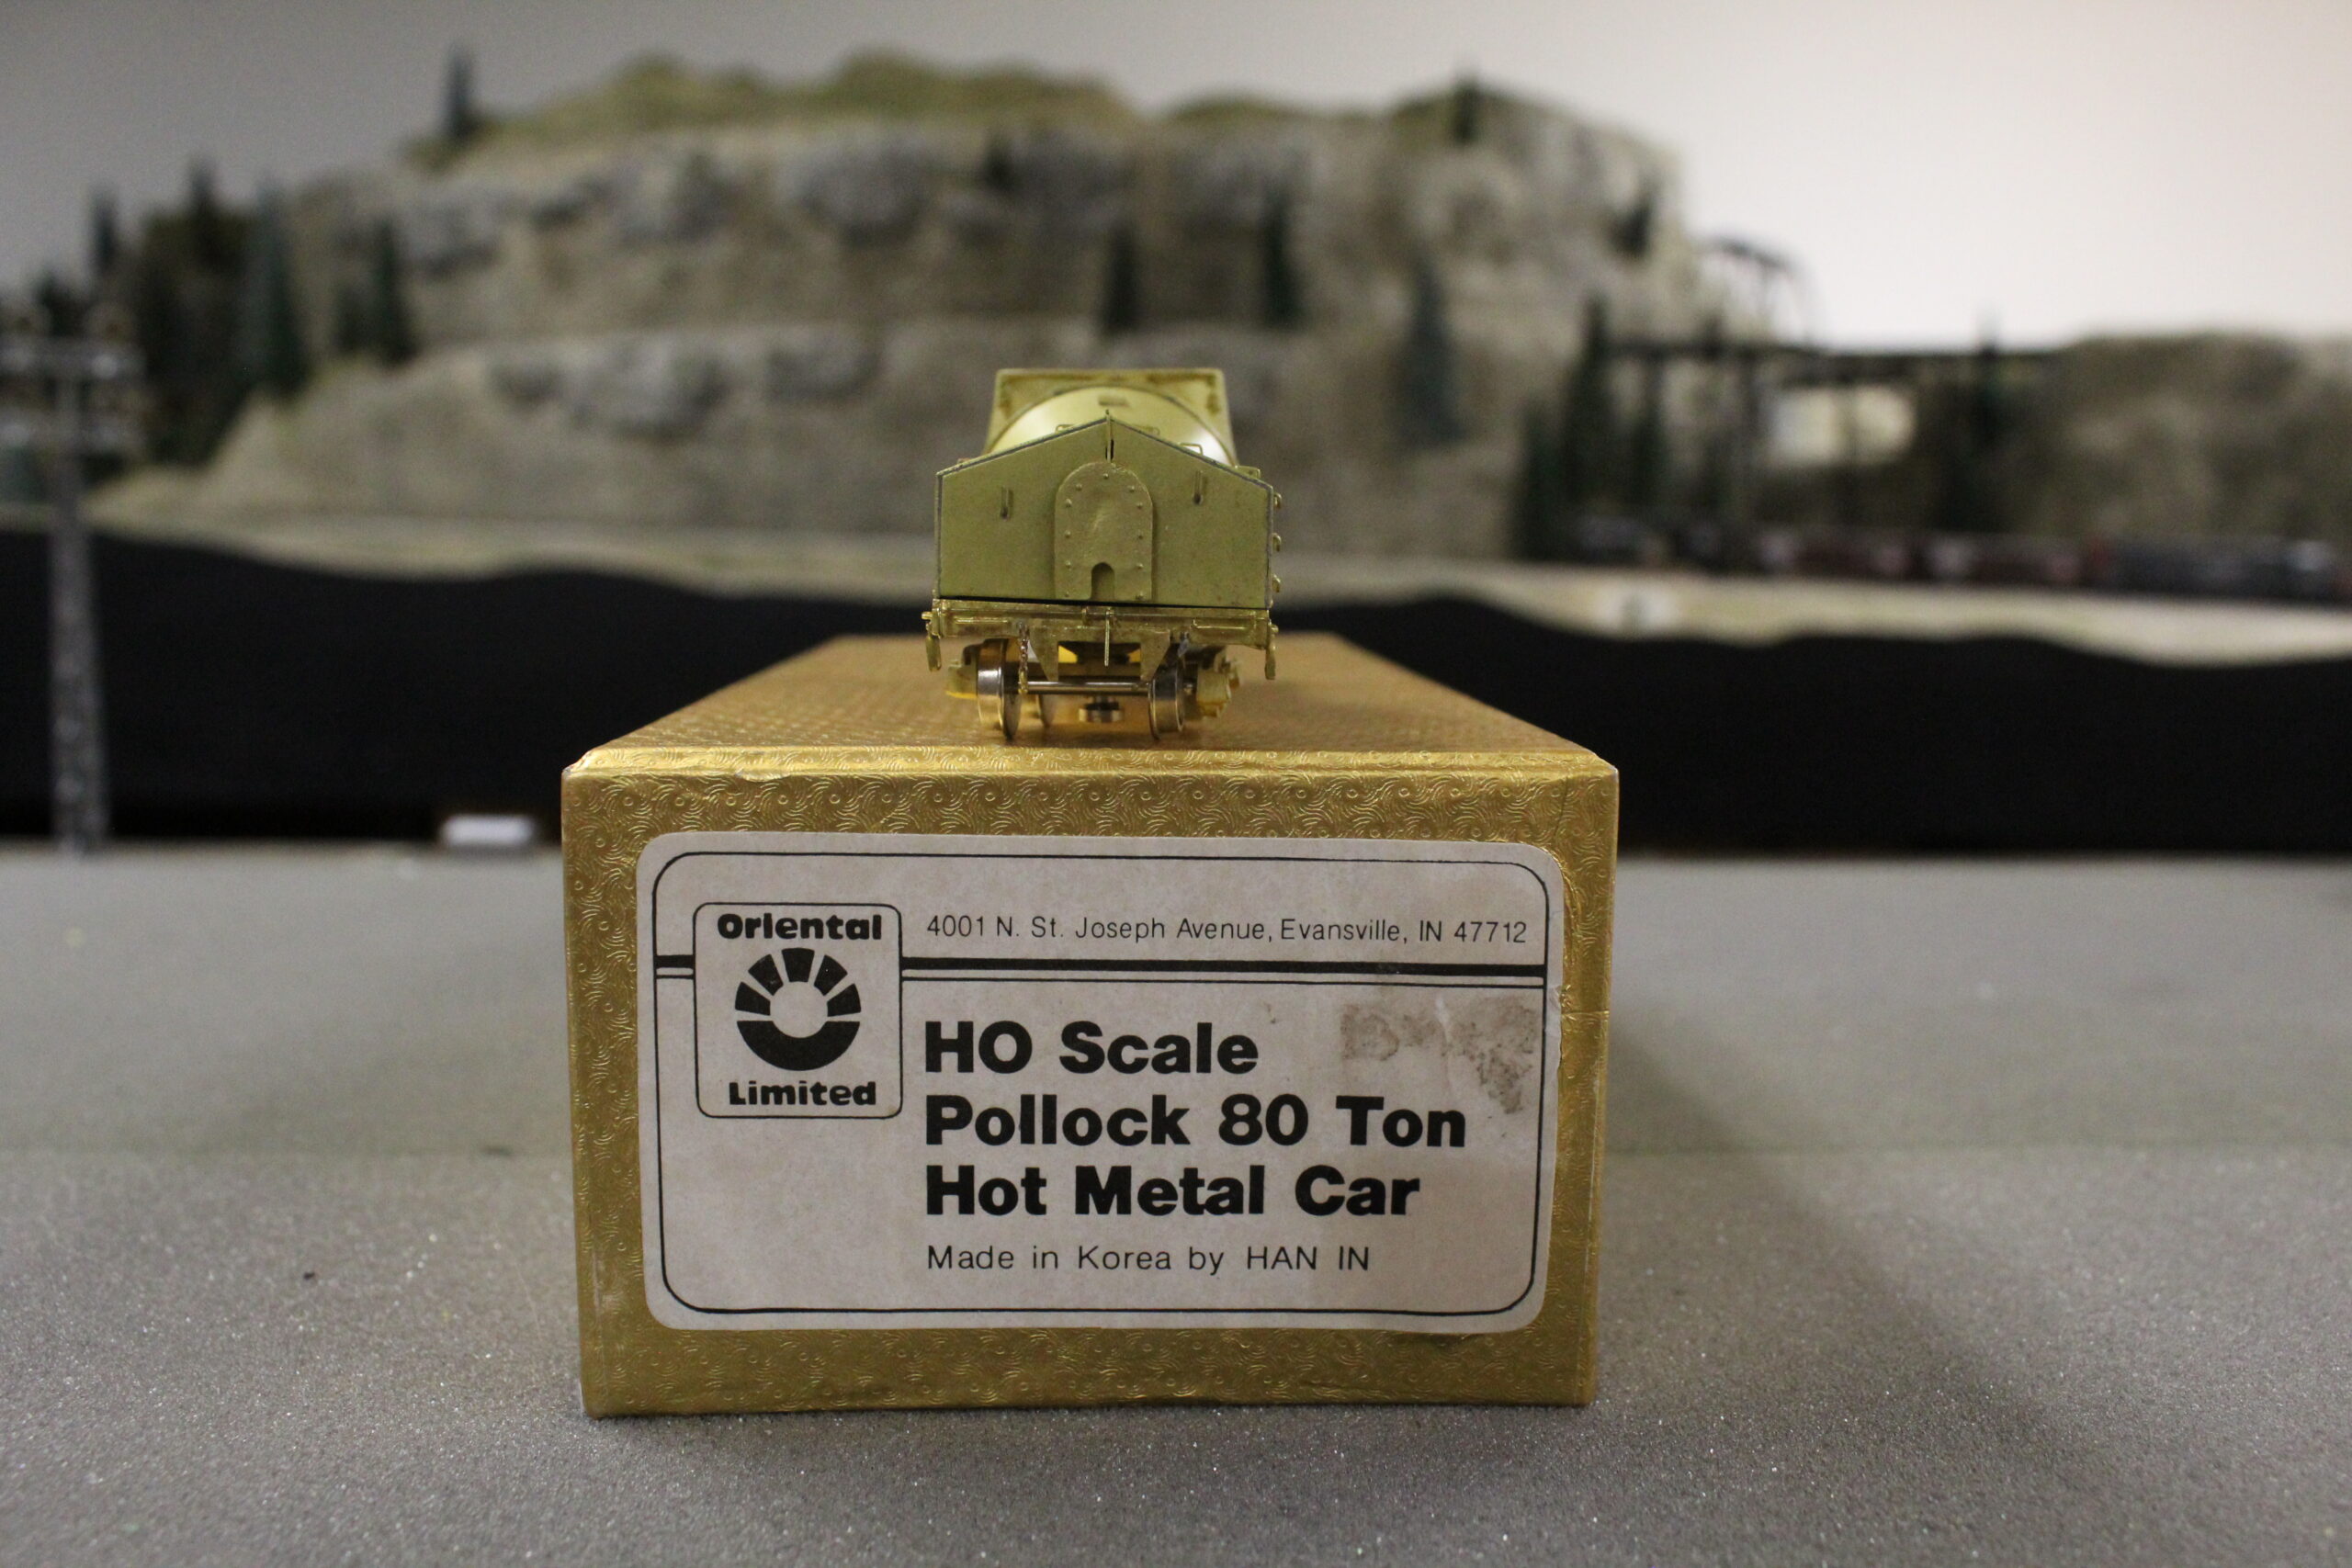 Oriental
Limited
4001 N. St. Joseph Avenue, Evansville, IN 47712
HO Scale
Pollock 80 Ton
Hot Metal Car
Made in Korea by HAN IN